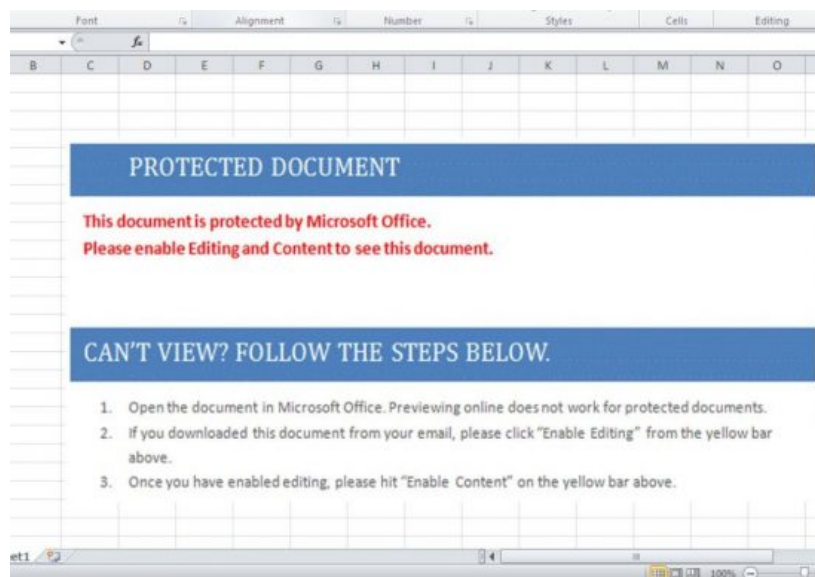 Font Alignment Number Styles Cells Editing
fx
B C D E F G H I J K L M N O
PROTECTED DOCUMENT
This document is protected by Microsoft Office.
Please enable Editing and Content to see this document.
CAN'T VIEW? FOLLOW THE STEPS BELOW.
1. Open the document in Microsoft Office. Previewing online does not work for protected documents.
2. If you downloaded this document from your email, please click “Enable Editing” from the yellow bar
above.
3. Once you have enabled editing, please hit “Enable Content” on the yellow bar above.
et1
100%